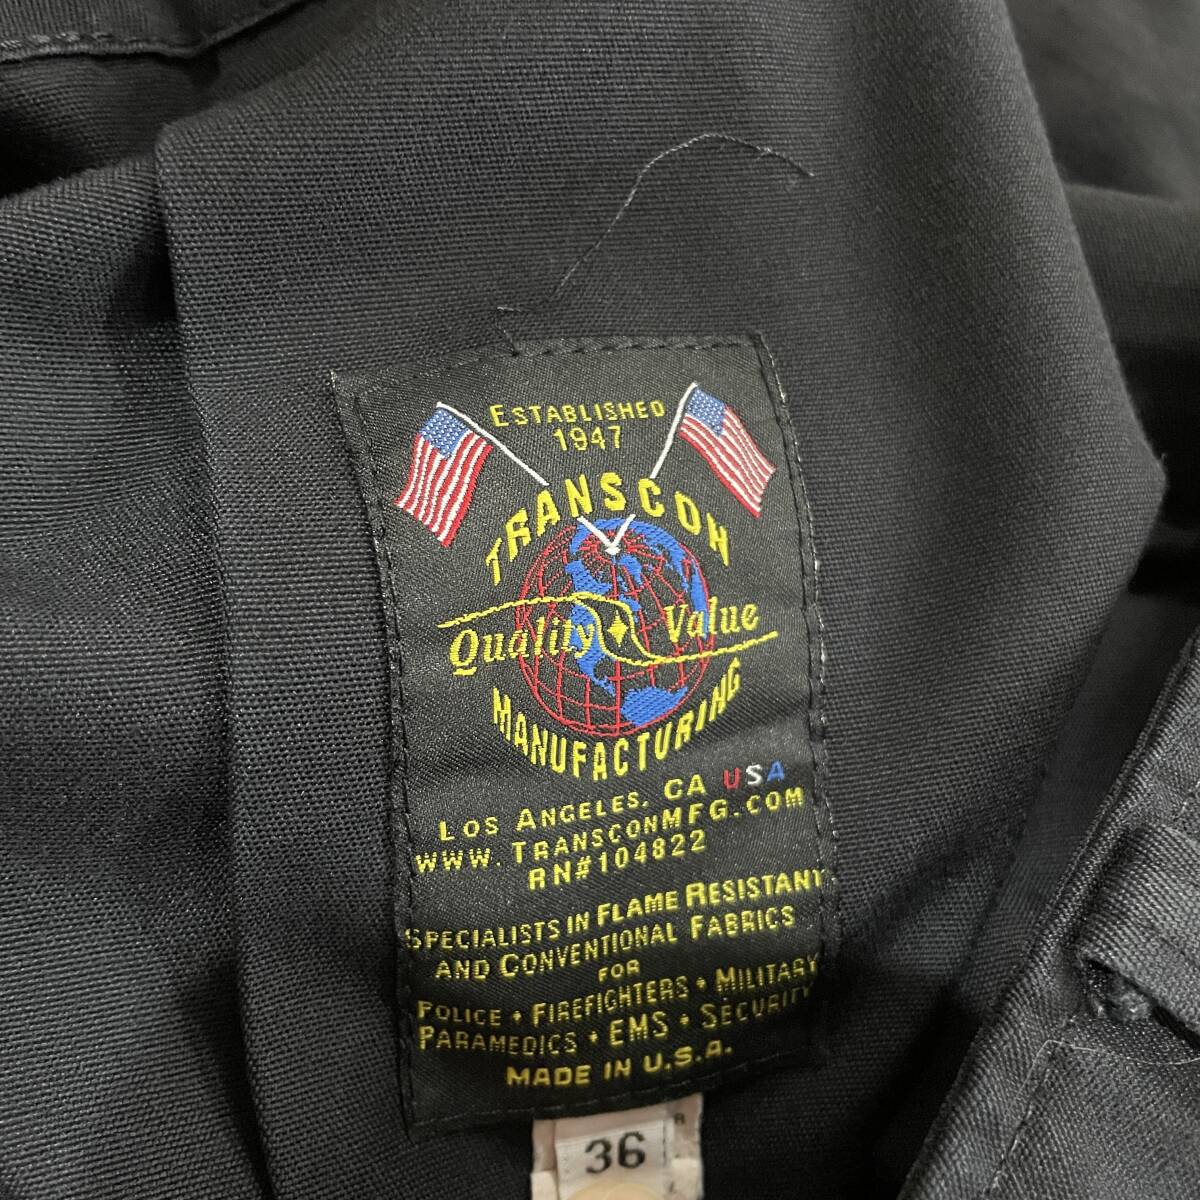 ESTABLISHED
1947
TRANSCON
Quality Value
MANUFACTURING
LOS ANGELES, CA USA
WWW.TRANSCONMFG.COM
RN#104822
SPECIALISTS IN FLAME RESISTANT
AND CONVENTIONAL FABRICS
FOR
POLICE • FIREFIGHTERS • MILITARY
PARAMEDICS • EMS • SECURITY
MADE IN U.S.A.
R
36